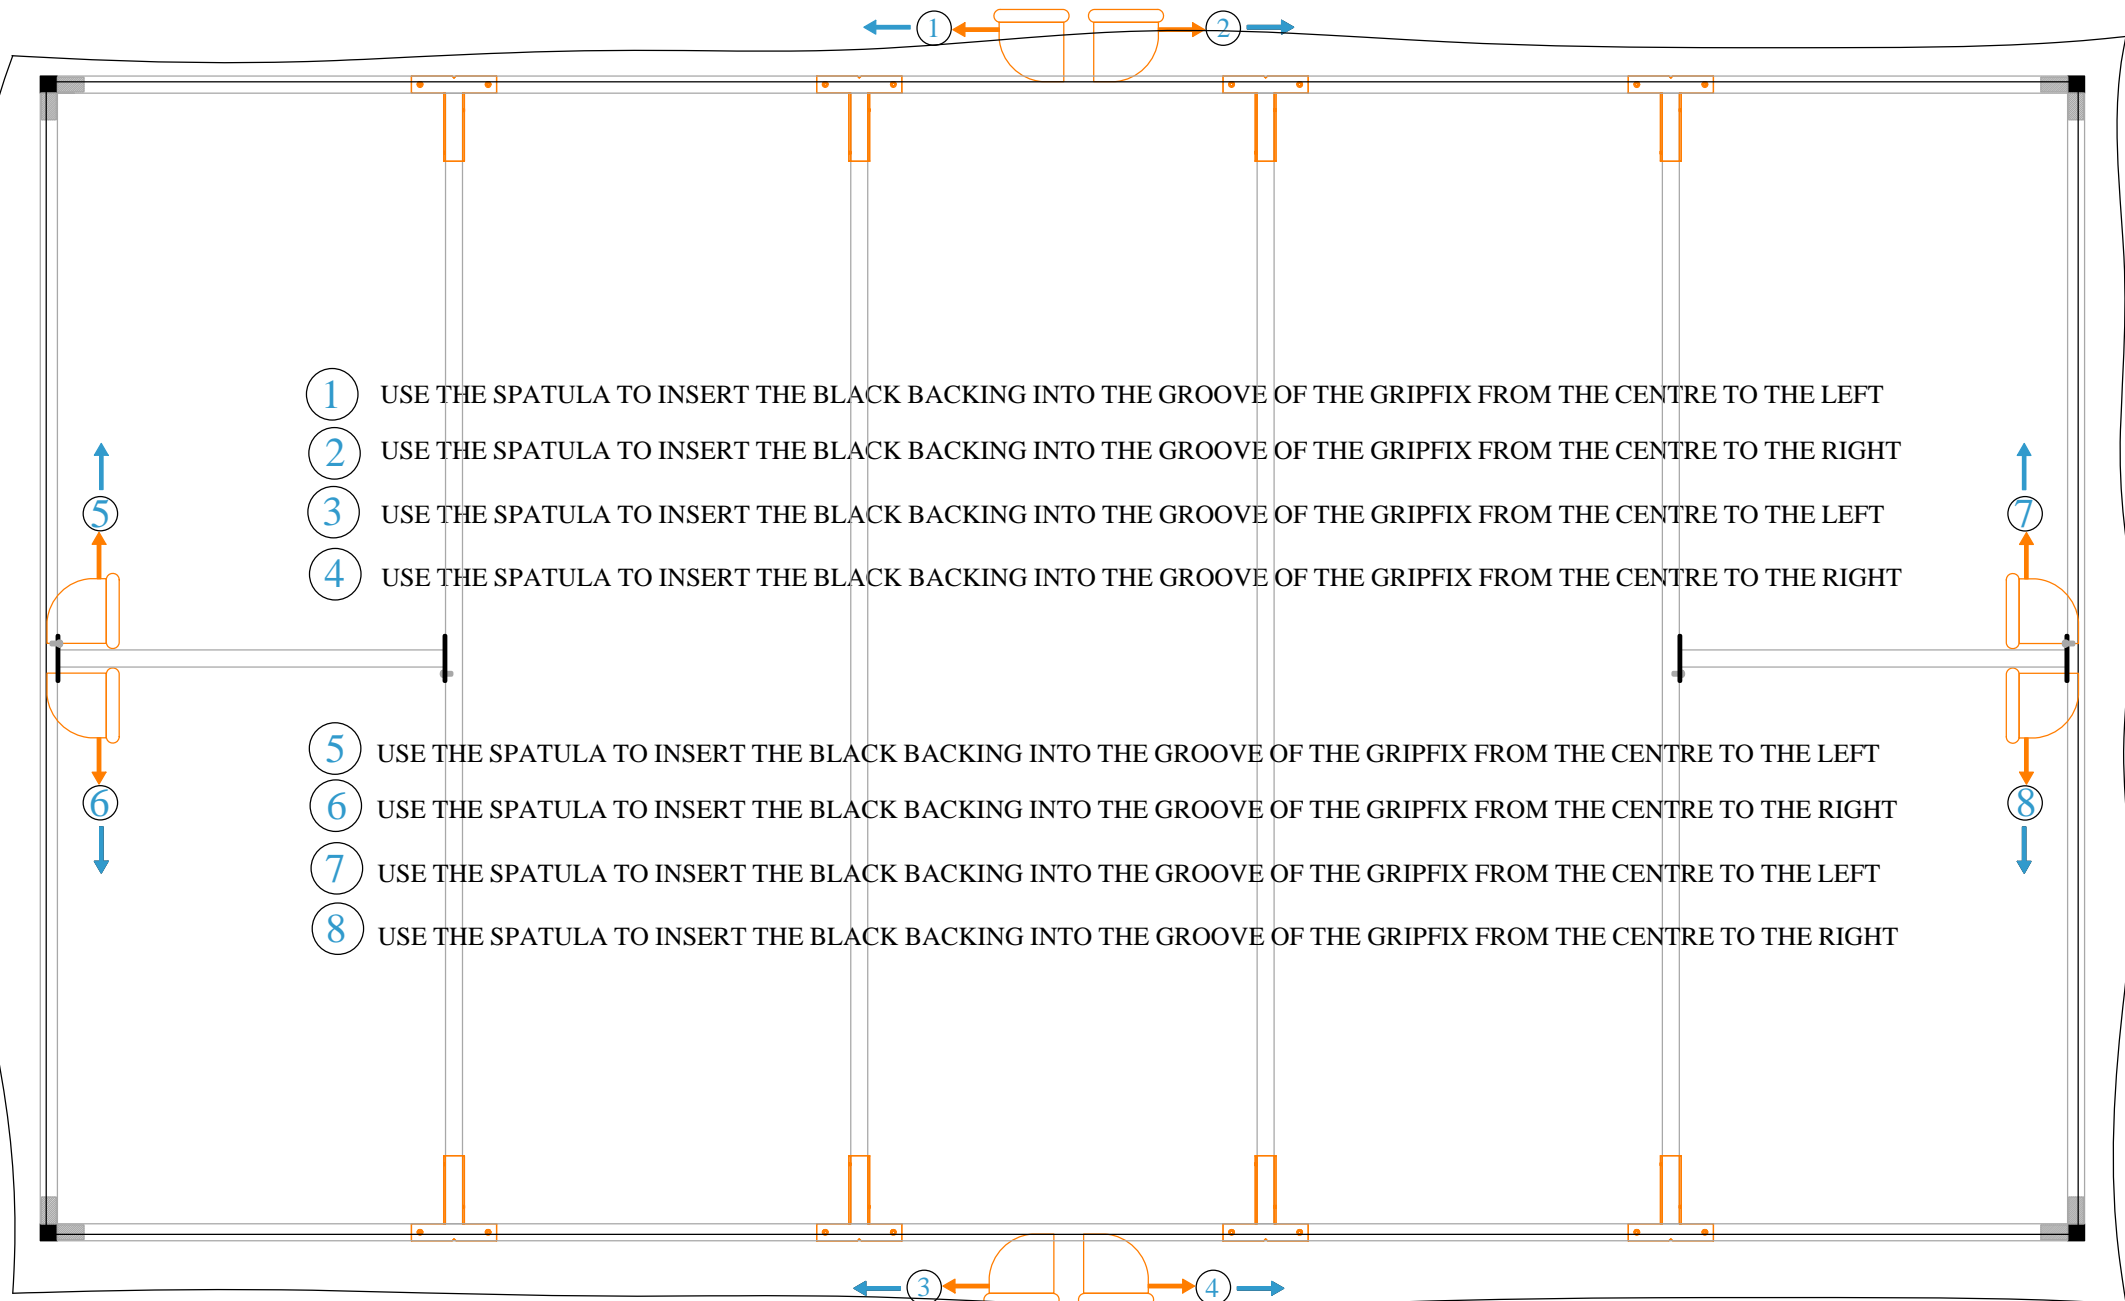 1 2
1 USE THE SPATULA TO INSERT THE BLACK BACKING INTO THE GROOVE OF THE GRIPFIX FROM THE CENTRE TO THE LEFT
2 USE THE SPATULA TO INSERT THE BLACK BACKING INTO THE GROOVE OF THE GRIPFIX FROM THE CENTRE TO THE RIGHT
3 USE THE SPATULA TO INSERT THE BLACK BACKING INTO THE GROOVE OF THE GRIPFIX FROM THE CENTRE TO THE LEFT
4 USE THE SPATULA TO INSERT THE BLACK BACKING INTO THE GROOVE OF THE GRIPFIX FROM THE CENTRE TO THE RIGHT
5 7
5 USE THE SPATULA TO INSERT THE BLACK BACKING INTO THE GROOVE OF THE GRIPFIX FROM THE CENTRE TO THE LEFT
6 USE THE SPATULA TO INSERT THE BLACK BACKING INTO THE GROOVE OF THE GRIPFIX FROM THE CENTRE TO THE RIGHT
7 USE THE SPATULA TO INSERT THE BLACK BACKING INTO THE GROOVE OF THE GRIPFIX FROM THE CENTRE TO THE LEFT
8 USE THE SPATULA TO INSERT THE BLACK BACKING INTO THE GROOVE OF THE GRIPFIX FROM THE CENTRE TO THE RIGHT
6 8
3 4